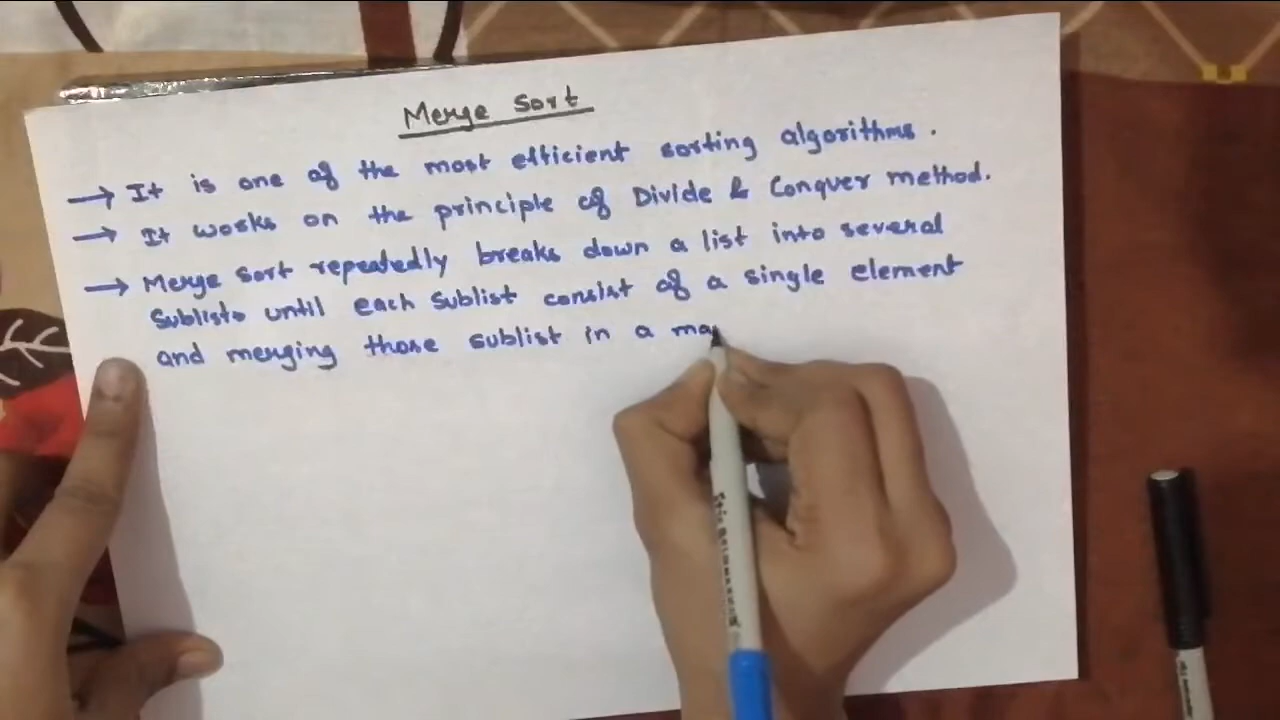 Merge Sort
→ It is one of the most efficient sorting algorithms.
→ It works on the principle of Divide & Conquer method.
→ Merge sort repeatedly breaks down a list into several
Sublists until each sublist consist of a single element
and merging those sublist in a ma